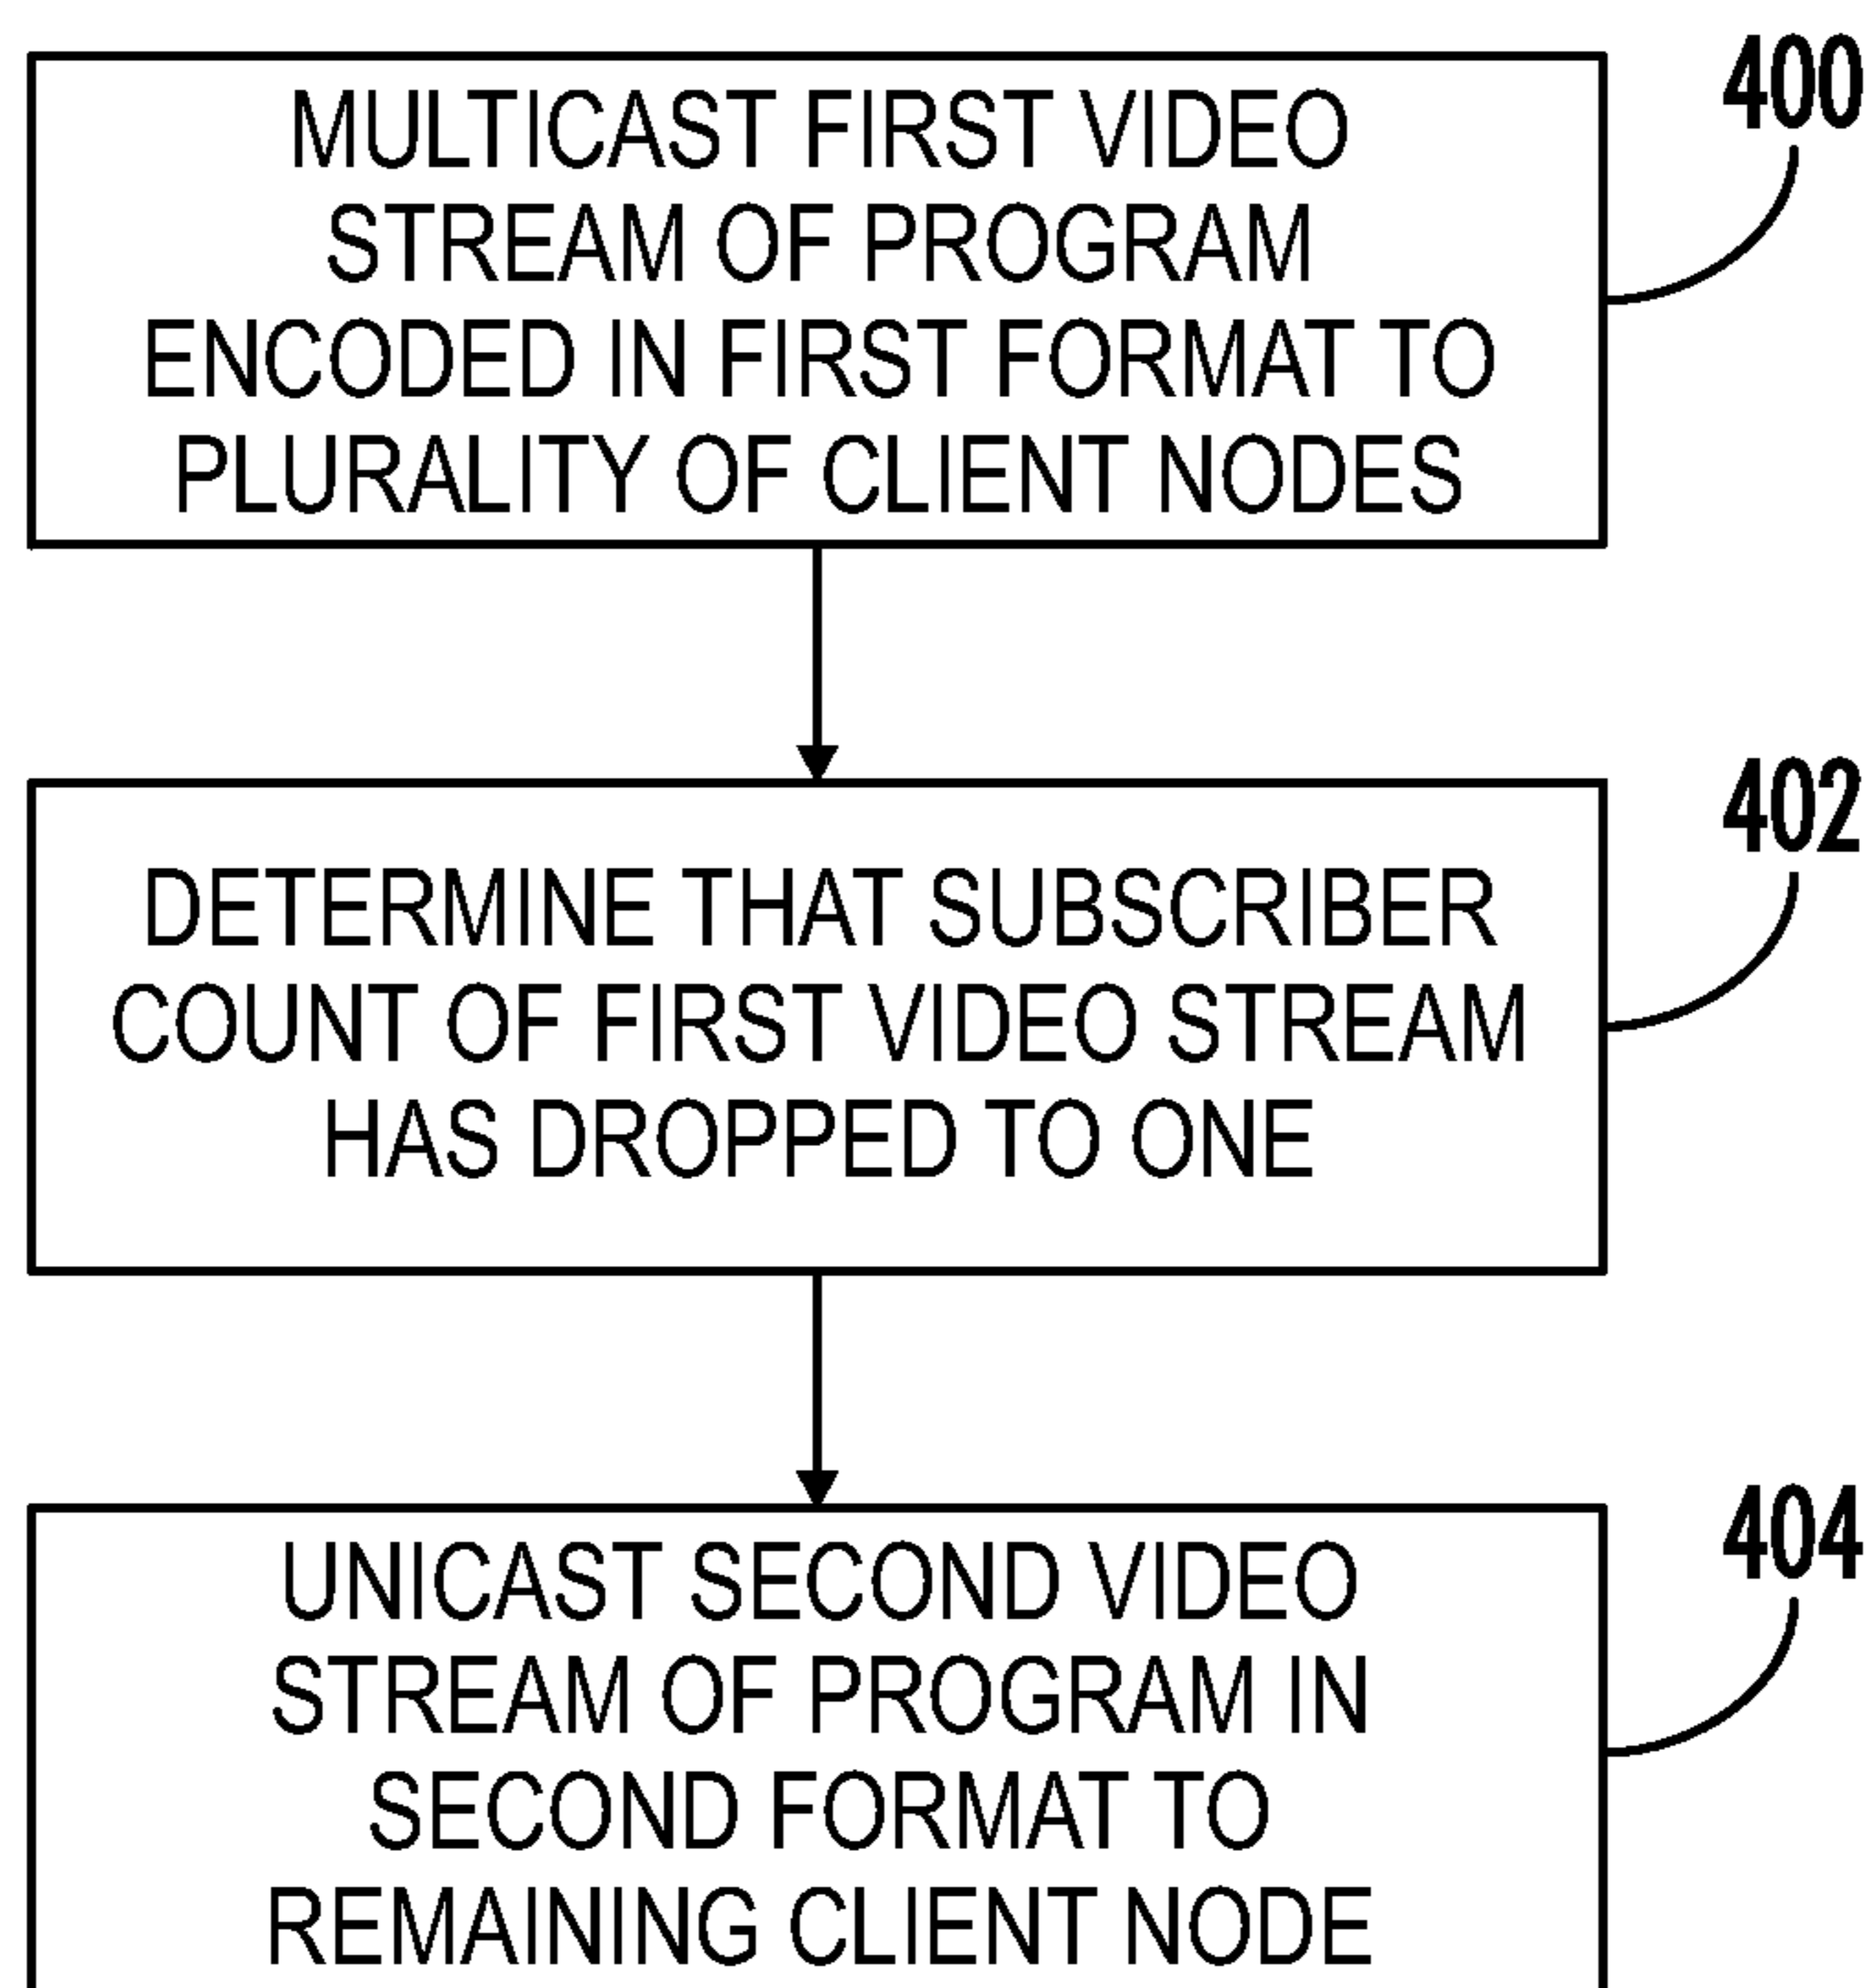 MULTICAST FIRST VIDEO
STREAM OF PROGRAM
ENCODED IN FIRST FORMAT TO
PLURALITY OF CLIENT NODES
400
DETERMINE THAT SUBSCRIBER
COUNT OF FIRST VIDEO STREAM
HAS DROPPED TO ONE
402
UNICAST SECOND VIDEO
STREAM OF PROGRAM IN
SECOND FORMAT TO
REMAINING CLIENT NODE
404